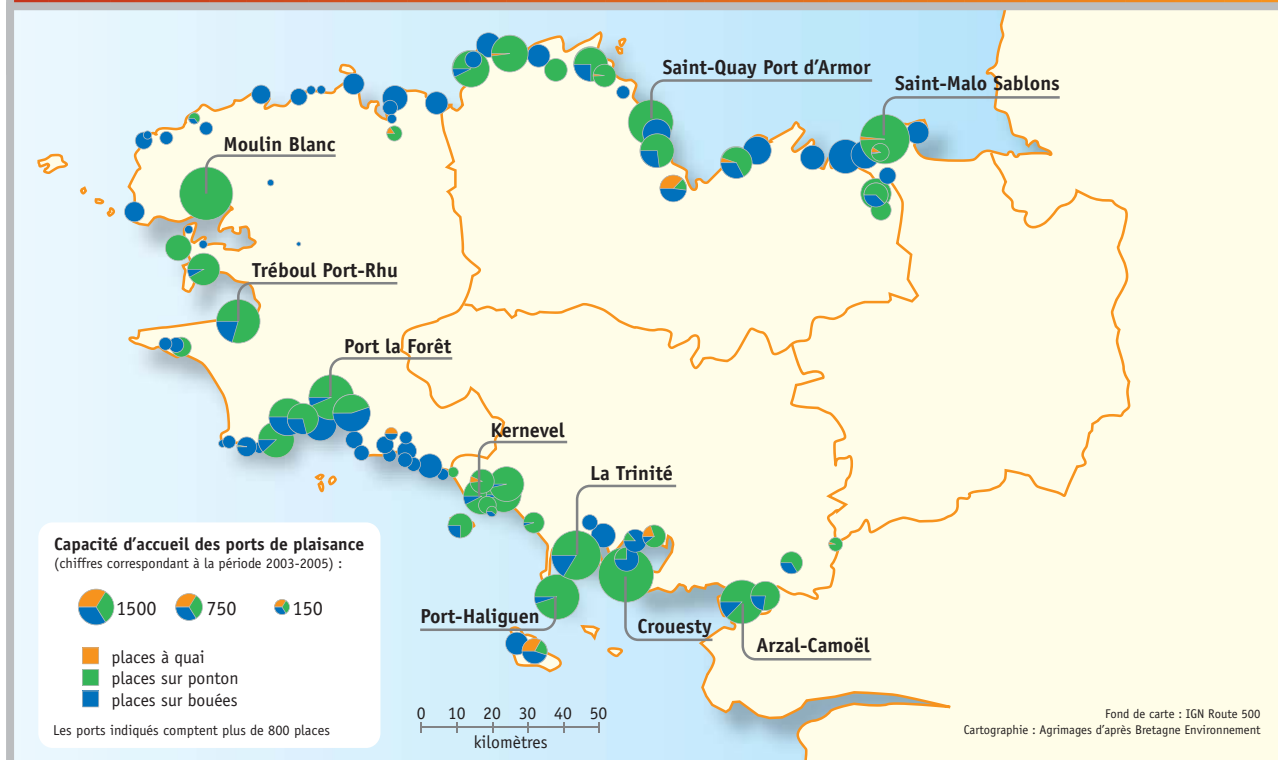 Saint-Quay Port d'Armor
Saint-Malo Sablons
Moulin Blanc
Tréboul Port-Rhu
Port la Forêt
Kernevel
La Trinité
Port-Haliguen
Crouesty
Arzal-Camoël
Capacité d'accueil des ports de plaisance
(chiffres correspondant à la période 2003-2005) :
1500 750 150
places à quai
places sur ponton
places sur bouées
Les ports indiqués comptent plus de 800 places
0 10 20 30 40 50
kilomètres
Fond de carte : IGN Route 500
Cartographie : Agrimages d'après Bretagne Environnement